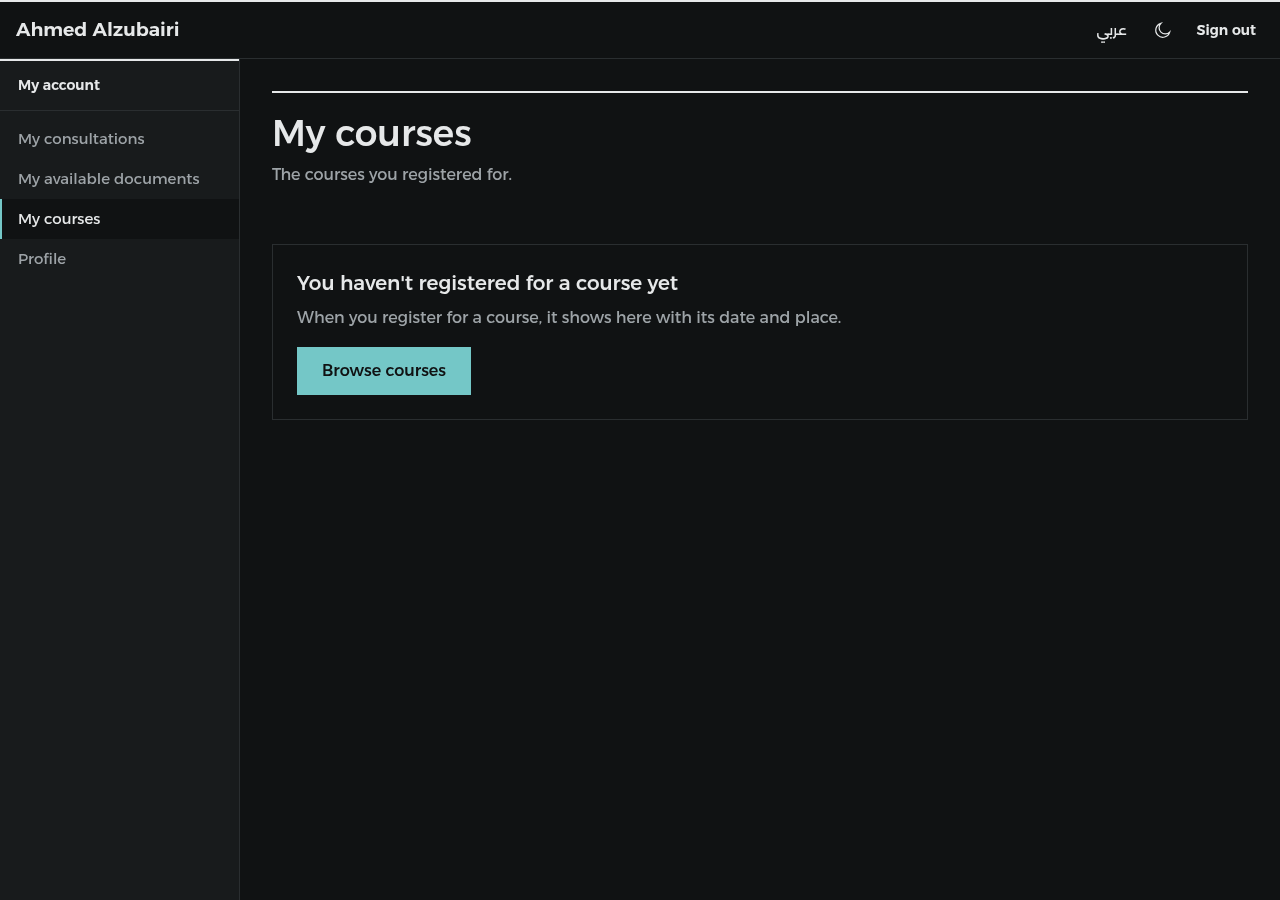 Ahmed Alzubairi
عربي
Sign out
My account
My consultations
My available documents
My courses
Profile
My courses
The courses you registered for.
You haven't registered for a course yet
When you register for a course, it shows here with its date and place.
Browse courses